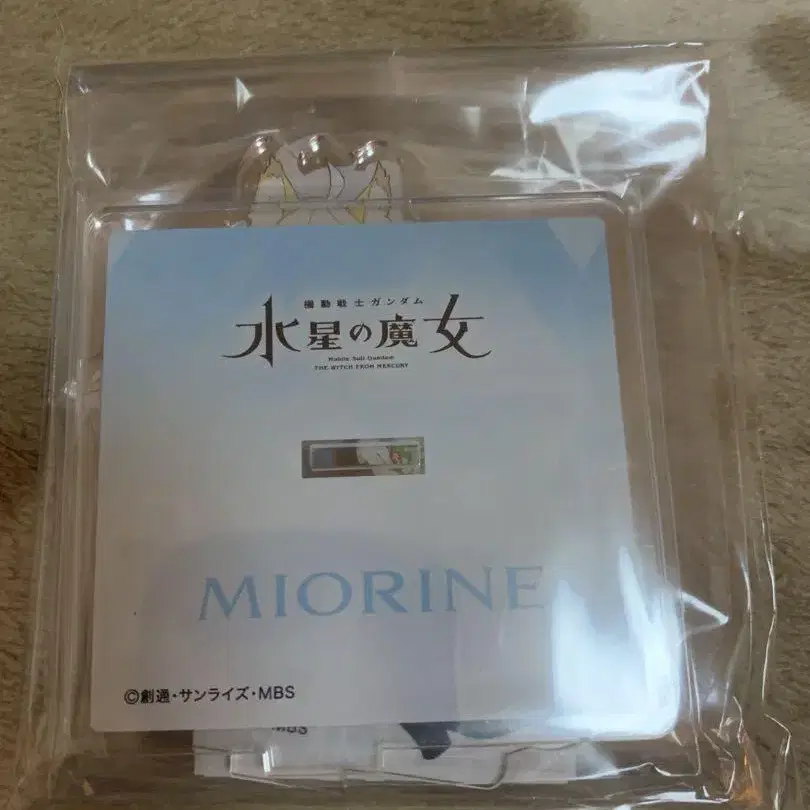 機動戦士ガンダム
水星の魔女
Mobile Suit Gundam
THE WITCH FROM MERCURY
MIORINE
©創通・サンライズ・MBS
MBS